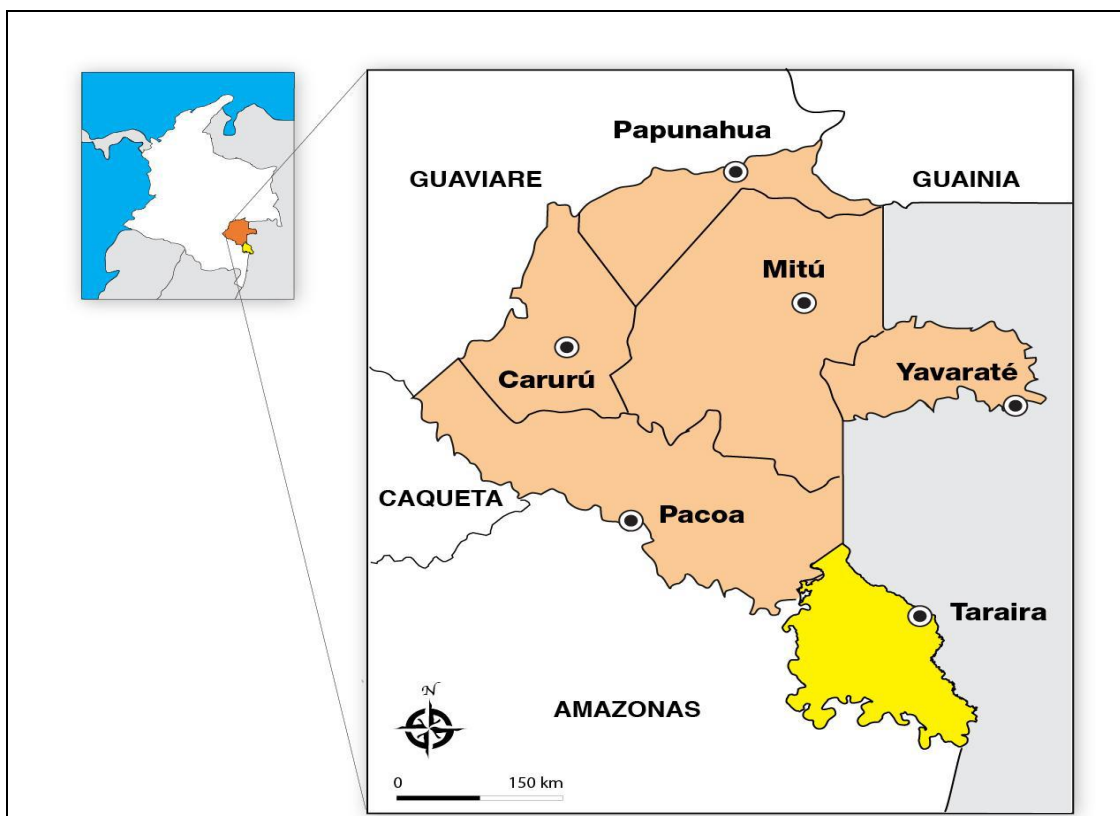 Papunahua
GUAVIARE
GUAINIA
Mitú
Yavaraté
Carurú
CAQUETA
Pacoa
Taraira
N
AMAZONAS
0 150 km